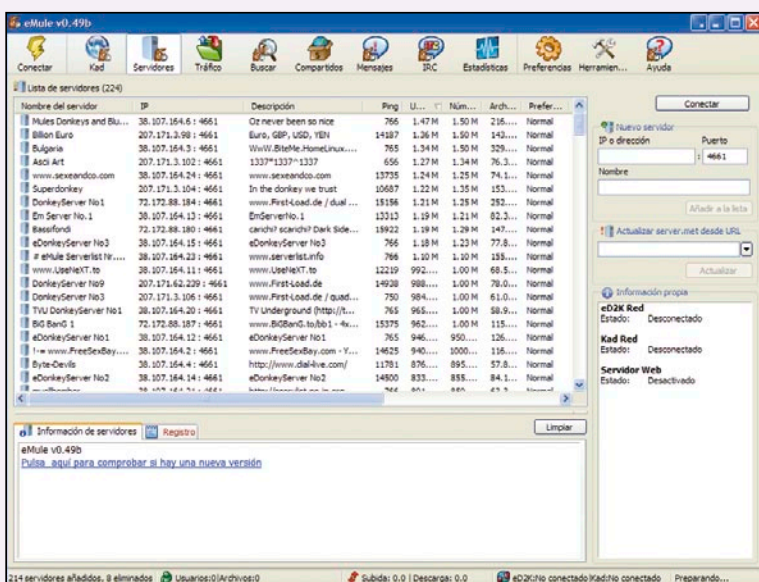 eMule v0.49b
Conectar Kad Servidores Tráfico Buscar Compartidos Mensajes IRC Estadísticas Preferencias Herramien... Ayuda
Lista de servidores (224)
Nombre del servidor IP Descripción Ping U... Núm... Arch... Prefer...
Mules Donkeys and Blu... 38.107.164.6 : 4661 Oz never been so nice 766 1.47 M 1.50 M 216.... Normal
Billion Euro 207.171.3.98 : 4661 Euro, GBP, USD, YEN 14187 1.36 M 1.50 M 143.... Normal
Bulgaria 38.107.164.3 : 4661 WwW.BiteMe.HomeLinux.... 765 1.34 M 1.50 M 329.... Normal
Asci Art 207.171.3.102 : 4661 1337*1337^1337 656 1.27 M 1.34 M 76.3... Normal
www.sexeandco.com 38.107.164.24 : 4661 www.sexeandco.com 13735 1.24 M 1.25 M 74.1... Normal
Superdonkey 207.171.3.104 : 4661 In the donkey we trust 10687 1.22 M 1.35 M 153.... Normal
DonkeyServer No1 72.172.88.184 : 4661 www.First-Load.de / dual ... 15156 1.21 M 1.25 M 252.... Normal
Em Server No.1 38.107.164.13 : 4661 EmServerNo.1 13313 1.19 M 1.21 M 82.3... Normal
Bassifondi 72.172.88.180 : 4661 carichi? scarichi? Dark Side... 15922 1.19 M 1.29 M 147.... Normal
eDonkeyServer No3 38.107.164.15 : 4661 eDonkeyServer No3 766 1.18 M 1.23 M 77.8... Normal
# eMule Serverlist Nr.... 38.107.164.23 : 4661 www.serverlist.info 766 1.10 M 1.10 M 155.... Normal
www.UseNeXT.to 38.107.164.11 : 4661 www.UseNeXT.to 12219 992.... 1.00 M 68.5... Normal
DonkeyServer No9 207.171.62.239 : 4661 www.First-Load.de 14938 988.... 1.00 M 78.0... Normal
DonkeyServer No3 207.171.3.106 : 4661 www.First-Load.de / quad... 750 984.... 1.00 M 61.0... Normal
TVU DonkeyServer No1 38.107.164.20 : 4661 TV Underground (http://t... 765 965.... 1.00 M 58.9... Normal
BiG BanG 1 72.172.88.187 : 4661 www.BiGBanG.to/bb1 - 4x... 15375 962.... 1.00 M 115.... Normal
eDonkeyServer No1 38.107.164.12 : 4661 eDonkeyServer No1 765 946.... 950.... 126.... Normal
!-= www.FreeSexBay.... 38.107.164.2 : 4661 www.FreeSexBay.com - Y... 14625 940.... 1000... 116.... Normal
Byte-Devils 38.107.164.4 : 4661 http://www.dial-live.com/ 11781 876.... 895.... 57.8... Normal
eDonkeyServer No2 38.107.164.14 : 4661 eDonkeyServer No2 14500 833.... 855.... 84.1... Normal
Conectar
Nuevo servidor
IP o dirección Puerto
: 4661
Nombre
Añadir a la lista
Actualizar server.met desde URL
Actualizar
Información propia
eD2K Red
Estado: Desconectado
Kad Red
Estado: Desconectado
Servidor Web
Estado: Desactivado
Información de servidores Registro Limpiar
eMule v0.49b
Pulsa aquí para comprobar si hay una nueva versión
214 servidores añadidos, 8 eliminados Usuarios:0|Archivos:0 Subida: 0.0 | Descarga: 0.0 eD2K:No conectado|Kad:No conectado Preparando...